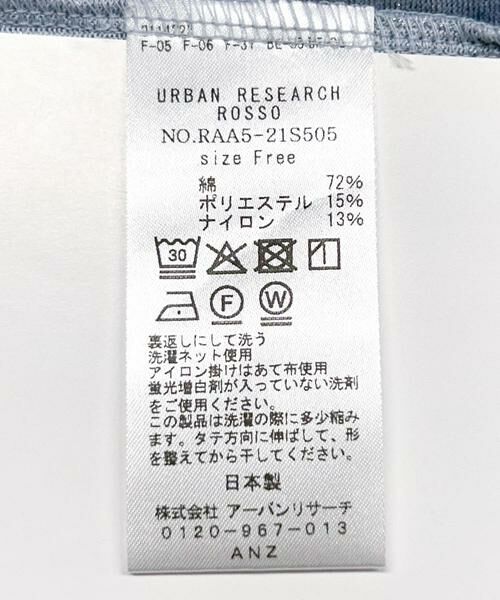 F-05 F-06 F-37
URBAN RESEARCH
ROSSO
NO.RAA5-21S505
size Free
綿 72%
ポリエステル 15%
ナイロン 13%
30
F W
裏返しにして洗う
洗濯ネット使用
アイロン掛けはあて布使用
蛍光増白剤が入っていない洗剤
をご使用ください。
この製品は洗濯の際に多少縮み
ます。タテ方向に伸ばして、形
を整えてから干してください。
日本製
株式会社 アーバンリサーチ
0120-967-013
ANZ